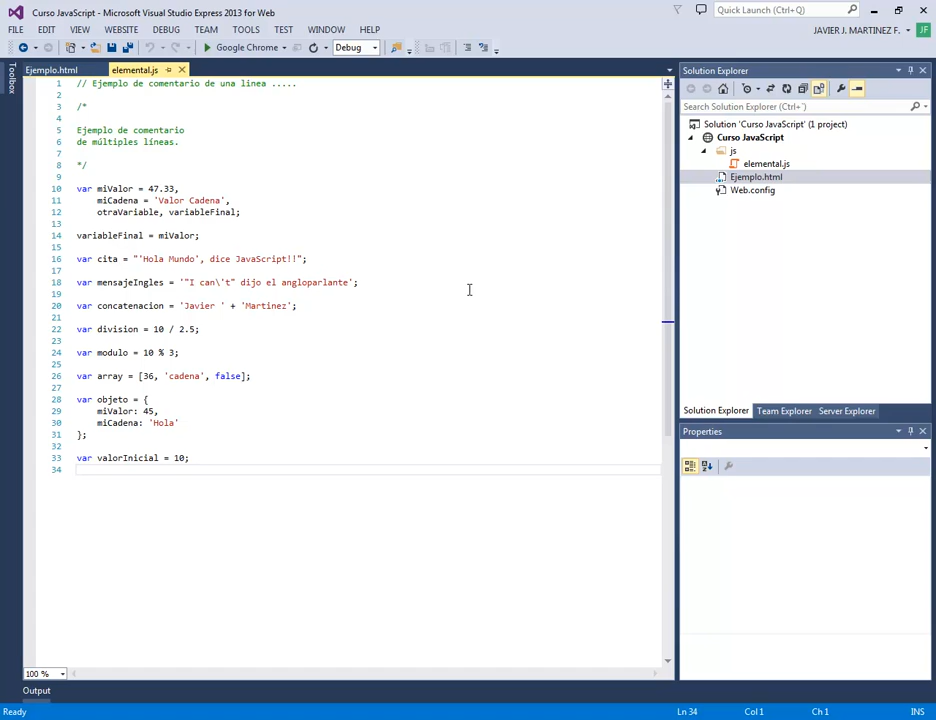 Curso JavaScript - Microsoft Visual Studio Express 2013 for Web
Quick Launch (Ctrl+Q)
FILE EDIT VIEW WEBSITE DEBUG TEAM TOOLS TEST WINDOW HELP
JAVIER J. MARTINEZ F. JF
Google Chrome Debug
Toolbox
Ejemplo.html elemental.js
1 // Ejemplo de comentario de una línea .....
2
3 /*
4
5 Ejemplo de comentario
6 de múltiples líneas.
7
8 */
9
10 var miValor = 47.33,
11 miCadena = 'Valor Cadena',
12 otraVariable, variableFinal;
13
14 variableFinal = miValor;
15
16 var cita = "'Hola Mundo', dice JavaScript!!";
17
18 var mensajeIngles = '"I can\'t" dijo el angloparlante';
19
20 var concatenacion = 'Javier ' + 'Martinez';
21
22 var division = 10 / 2.5;
23
24 var modulo = 10 % 3;
25
26 var array = [36, 'cadena', false];
27
28 var objeto = {
29 miValor: 45,
30 miCadena: 'Hola'
31 };
32
33 var valorInicial = 10;
34
100 %
Solution Explorer
Search Solution Explorer (Ctrl+´)
Solution 'Curso JavaScript' (1 project)
Curso JavaScript
js
elemental.js
Ejemplo.html
Web.config
Solution Explorer Team Explorer Server Explorer
Properties
Output
Ready Ln 34 Col 1 Ch 1 INS